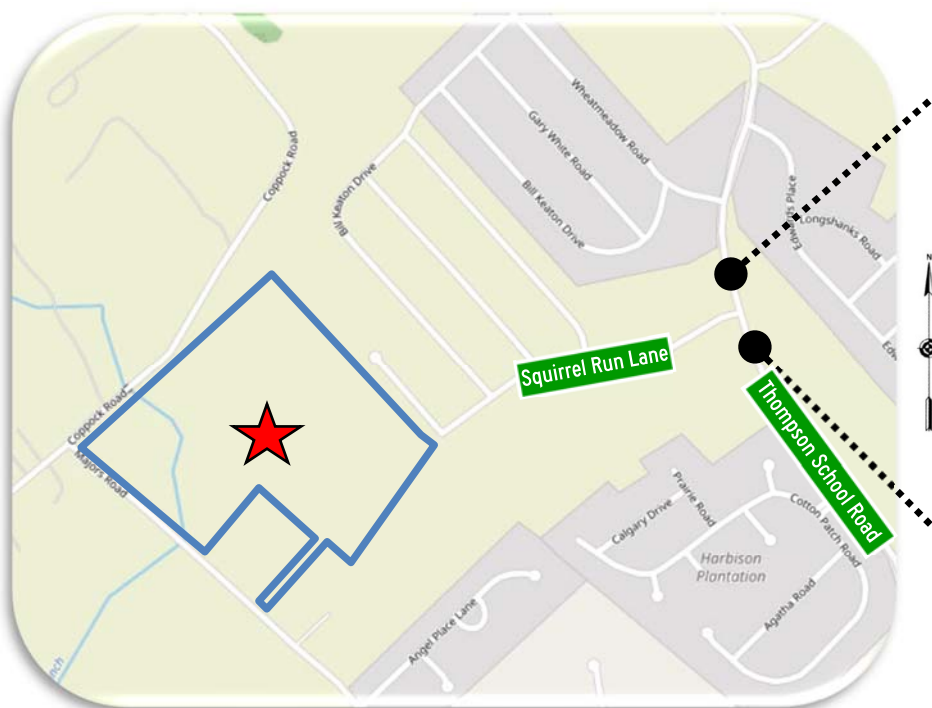 Wheatmeadow Road
Gary White Road
Bill Keaton Drive
Coppock Road
Bill Keaton Drive
Edwards Place
Longshanks Road
N
Squirrel Run Lane
Thompson School Road
Coppock Road
Majors Road
Prairie Road
Calgary Drive
Cotton Patch Road
Harbison
Plantation
Agatha Road
Angel Place Lane